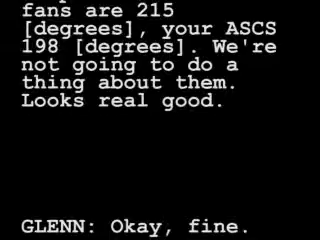 fans are 215
[degrees], your ASCS
198 [degrees]. We're
not going to do a
thing about them.
Looks real good.
GLENN: Okay, fine.